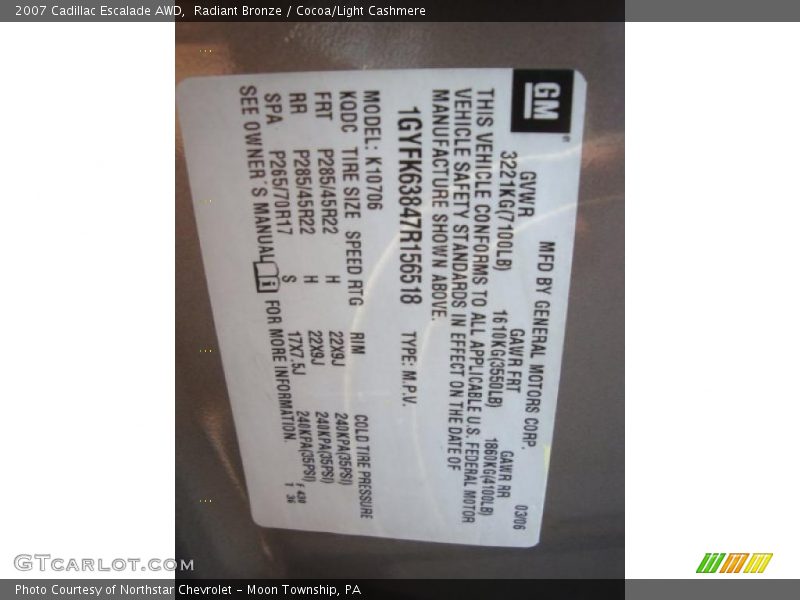 2007 Cadillac Escalade AWD,  Radiant Bronze / Cocoa/Light Cashmere
GM
MFD BY GENERAL MOTORS CORP.
03/06
GVWR GAWR FRT GAWR RR
3221KG(7100LB) 1610KG(3550LB) 1860KG(4100LB)
THIS VEHICLE CONFORMS TO ALL APPLICABLE U.S. FEDERAL MOTOR
VEHICLE SAFETY STANDARDS IN EFFECT ON THE DATE OF
MANUFACTURE SHOWN ABOVE.
1GYFK63847R156518 TYPE: M.P.V.
MODEL: K10706
KQDC TIRE SIZE SPEED RTG RIM COLD TIRE PRESSURE
FRT P285/45R22 H 22X9J 240KPA(35PSI)
RR P285/45R22 H 22X9J 240KPA(35PSI)
SPA P265/70R17 S 17X7.5J 240KPA(35PSI)
SEE OWNER'S MANUAL FOR MORE INFORMATION.
GTcarlot.com
Photo Courtesy of Northstar Chevrolet - Moon Township, PA